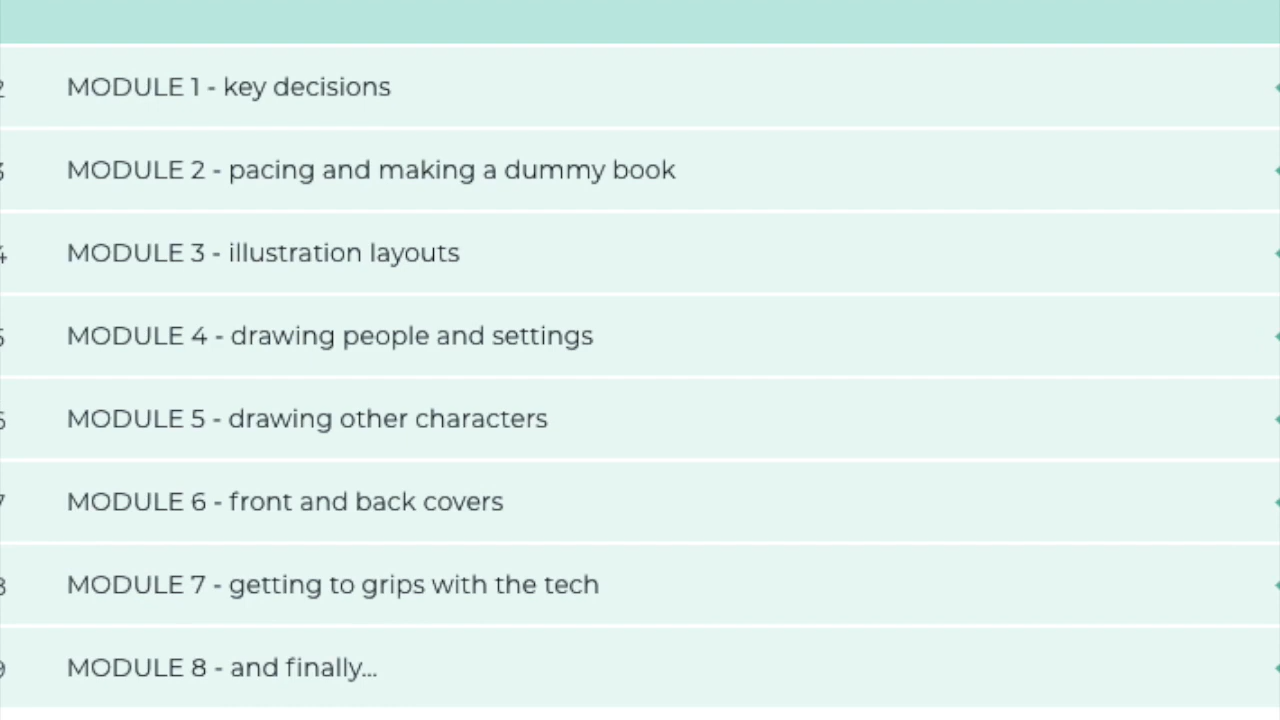 MODULE 1 - key decisions
MODULE 2 - pacing and making a dummy book
MODULE 3 - illustration layouts
MODULE 4 - drawing people and settings
MODULE 5 - drawing other characters
MODULE 6 - front and back covers
MODULE 7 - getting to grips with the tech
MODULE 8 - and finally...